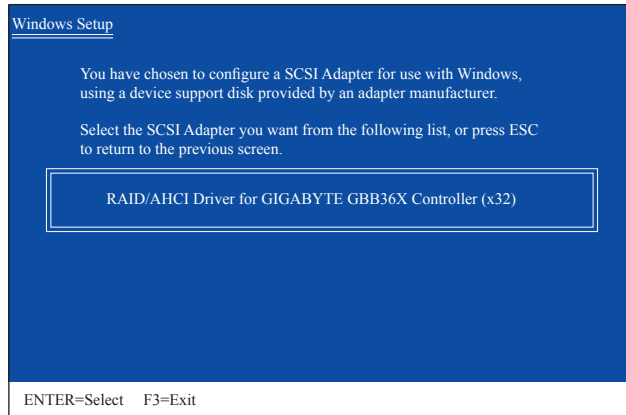 Windows Setup
You have chosen to configure a SCSI Adapter for use with Windows,
using a device support disk provided by an adapter manufacturer.
Select the SCSI Adapter you want from the following list, or press ESC
to return to the previous screen.
RAID/AHCI Driver for GIGABYTE GBB36X Controller (x32)
ENTER=Select F3=Exit